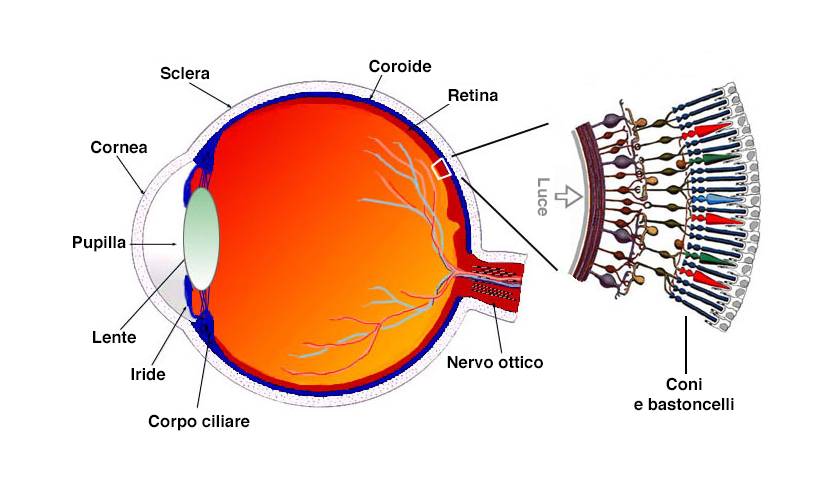 Sclera
Coroide
Retina
Cornea
Luce
Pupilla
Lente
Iride
Nervo ottico
Corpo ciliare
Coni
e bastoncelli